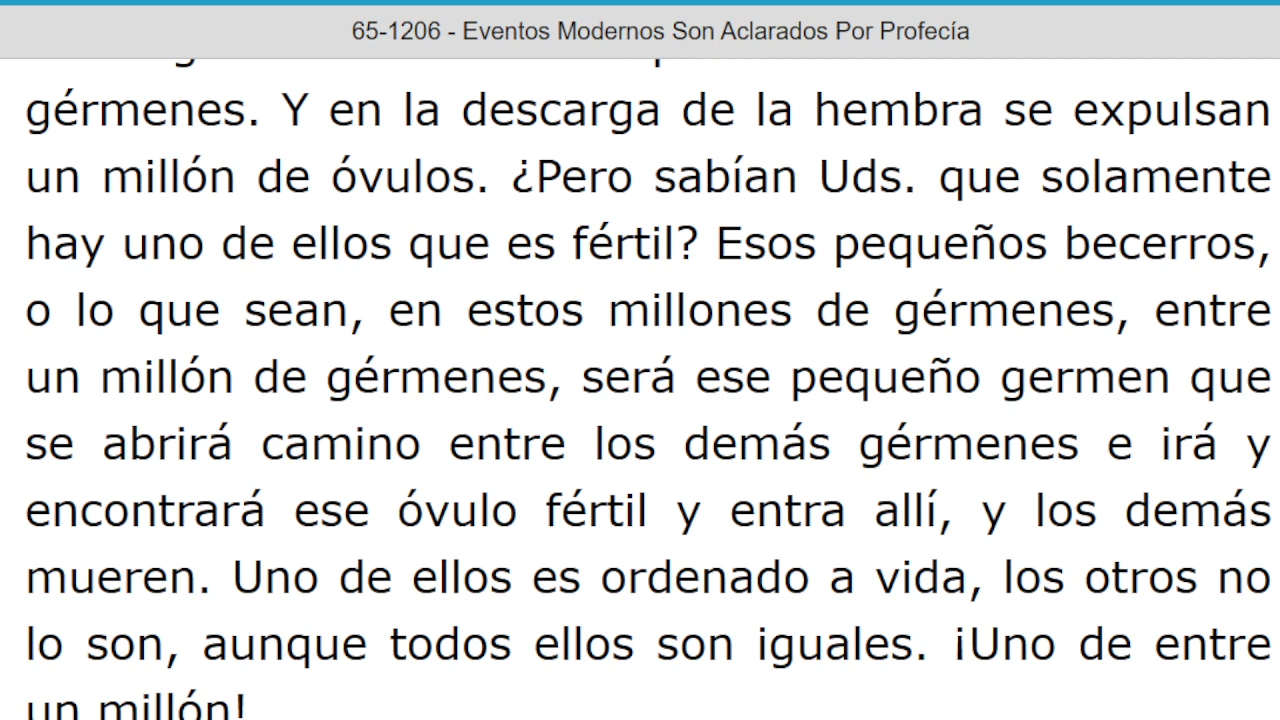 65-1206 - Eventos Modernos Son Aclarados Por Profecía
gérmenes. Y en la descarga de la hembra se expulsan
un millón de óvulos. ¿Pero sabían Uds. que solamente
hay uno de ellos que es fértil? Esos pequeños becerros,
o lo que sean, en estos millones de gérmenes, entre
un millón de gérmenes, será ese pequeño germen que
se abrirá camino entre los demás gérmenes e irá y
encontrará ese óvulo fértil y entra allí, y los demás
mueren. Uno de ellos es ordenado a vida, los otros no
lo son, aunque todos ellos son iguales. ¡Uno de entre
un millón!